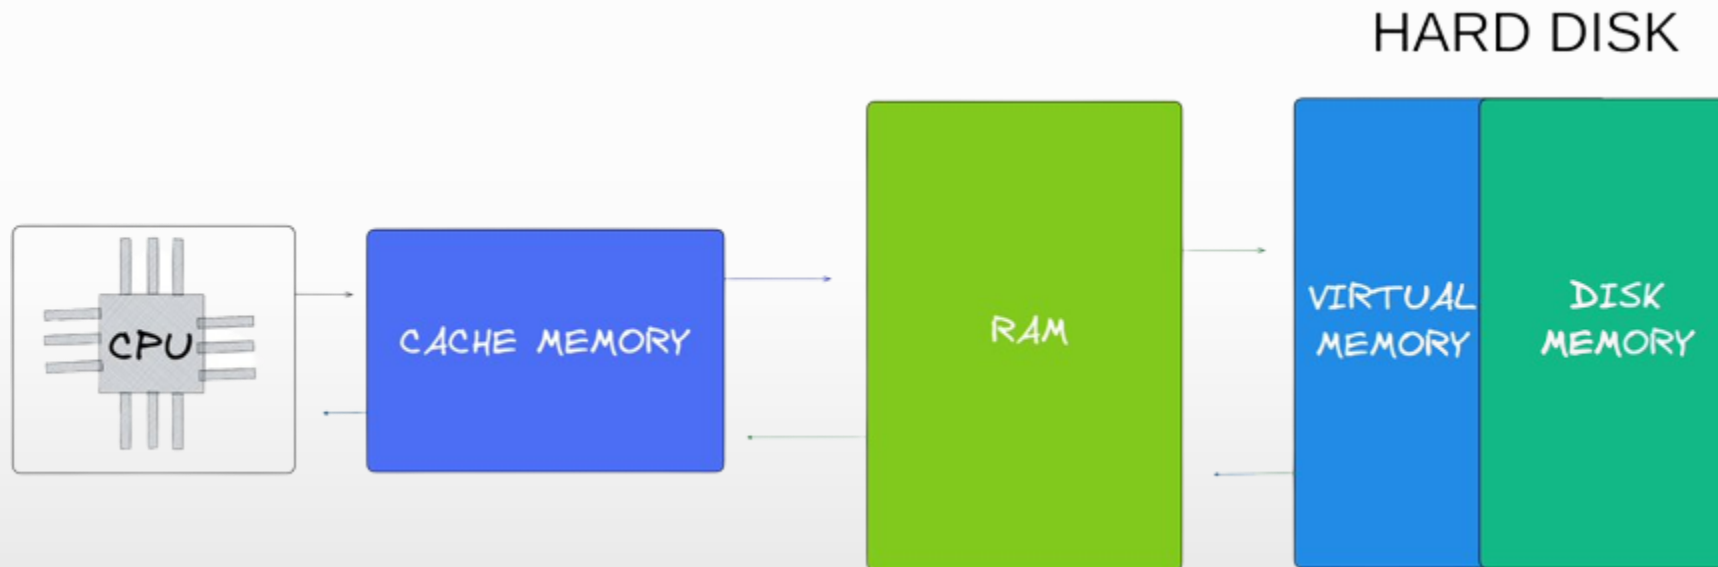 HARD DISK
CPU
CACHE MEMORY
RAM
VIRTUAL
MEMORY
DISK
MEMORY